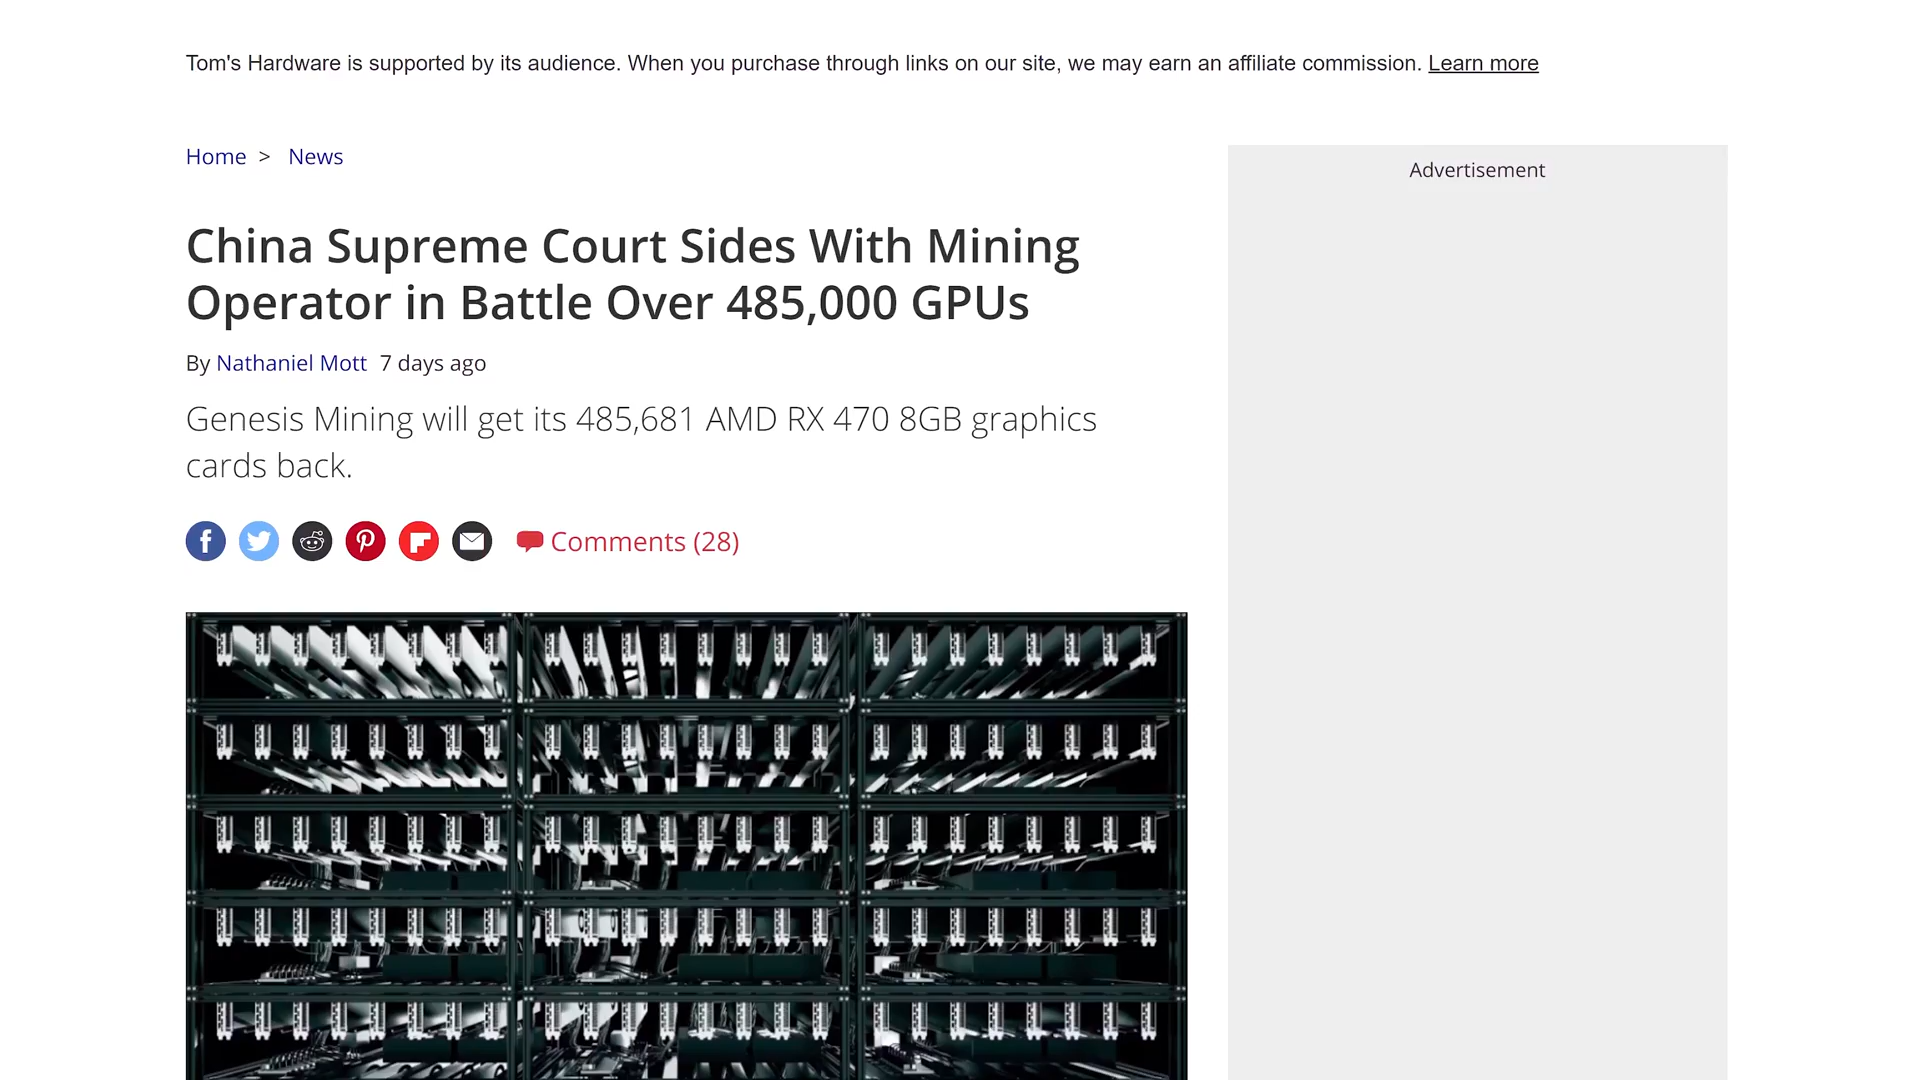 Tom's Hardware is supported by its audience. When you purchase through links on our site, we may earn an affiliate commission. Learn more
Home > News
Advertisement
China Supreme Court Sides With Mining
Operator in Battle Over 485,000 GPUs
By Nathaniel Mott 7 days ago
Genesis Mining will get its 485,681 AMD RX 470 8GB graphics
cards back.
Comments (28)